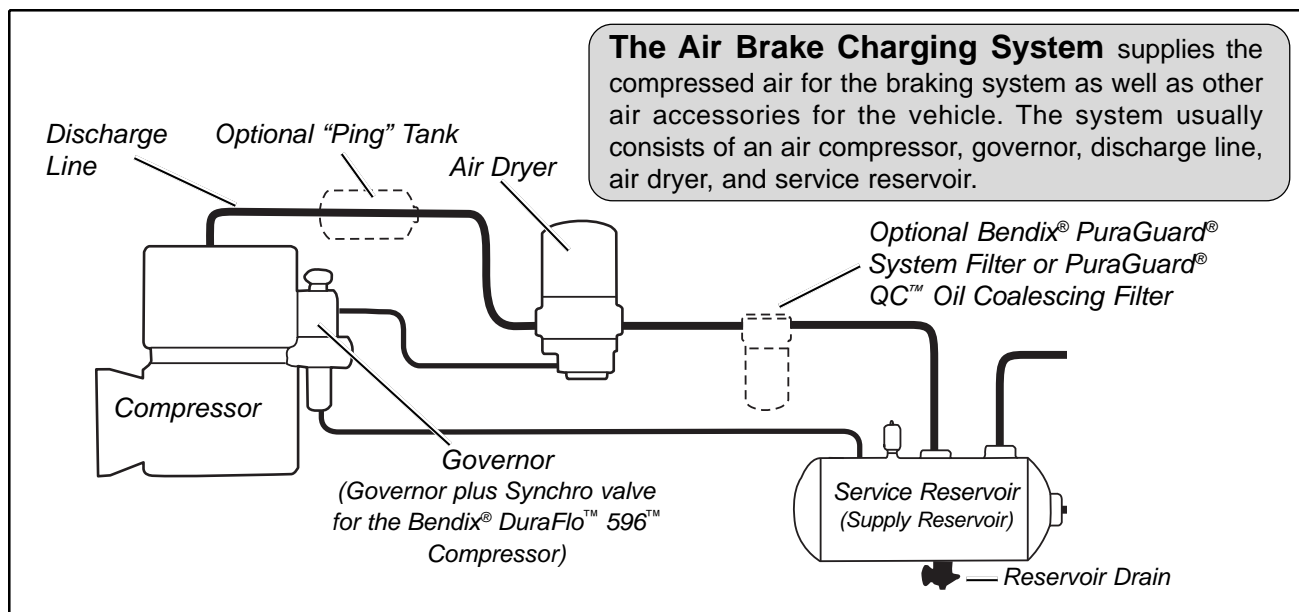 The Air Brake Charging System supplies the
compressed air for the braking system as well as other
air accessories for the vehicle. The system usually
consists of an air compressor, governor, discharge line,
air dryer, and service reservoir.
Discharge
Line
Optional “Ping” Tank
Air Dryer
Optional Bendix® PuraGuard®
System Filter or PuraGuard®
QC™ Oil Coalescing Filter
Compressor
Governor
(Governor plus Synchro valve
for the Bendix® DuraFlo™ 596™
Compressor)
Service Reservoir
(Supply Reservoir)
Reservoir Drain